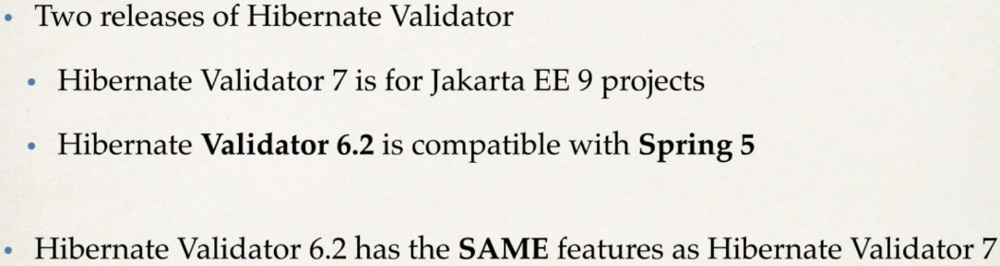 Two releases of Hibernate Validator
Hibernate Validator 7 is for Jakarta EE 9 projects
Hibernate Validator 6.2 is compatible with Spring 5
Hibernate Validator 6.2 has the SAME features as Hibernate Validator 7